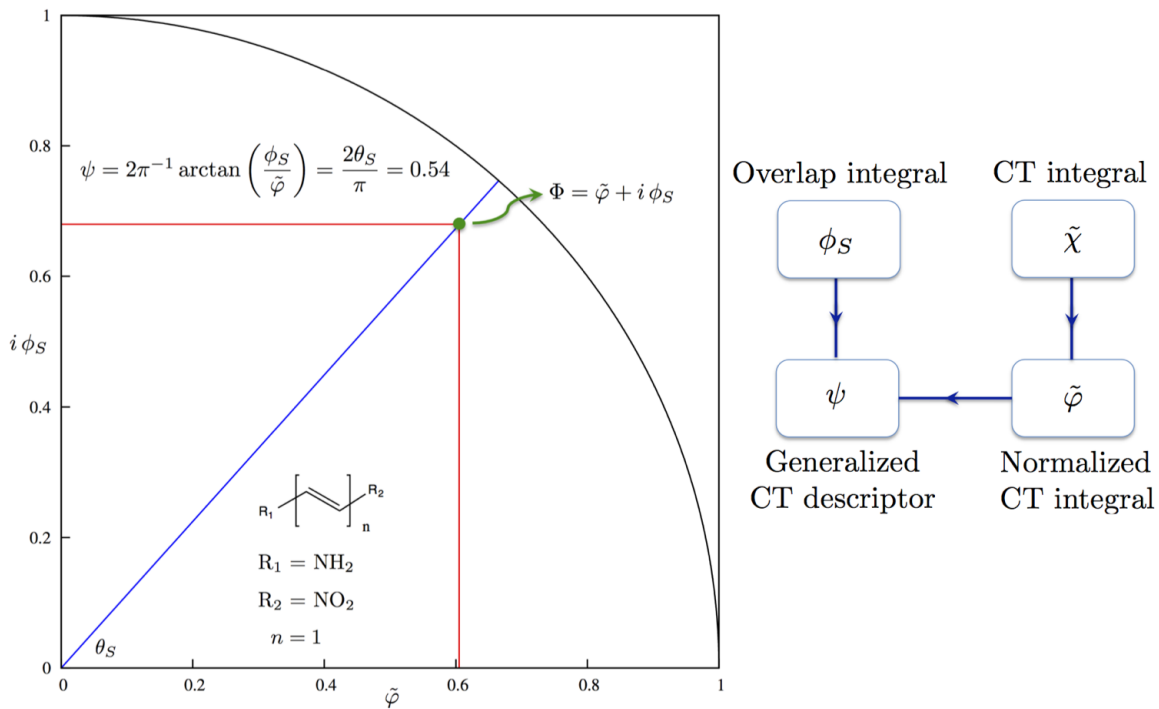 1
0.8
0.6
0.4
0.2
0
i ϕ_S
ψ = 2π⁻¹ arctan (ϕ_S / φ̃) = 2θ_S / π = 0.54
Φ = φ̃ + i ϕ_S
R₁ [ ] R₂
n
R₁ = NH₂
R₂ = NO₂
n = 1
θ_S
0 0.2 0.4 0.6 0.8 1
φ̃
Overlap integral CT integral
ϕ_S χ̃
ψ φ̃
Generalized Normalized
CT descriptor CT integral